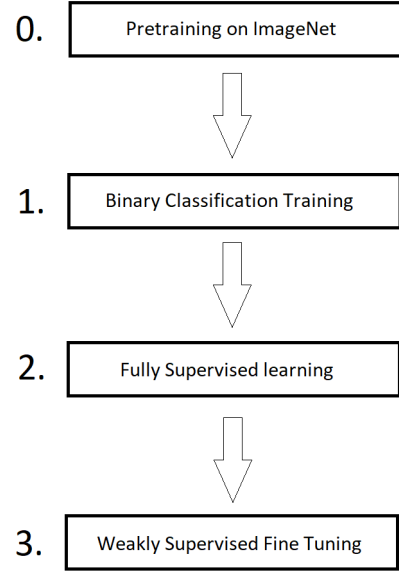 0. Pretraining on ImageNet
1. Binary Classification Training
2. Fully Supervised learning
3. Weakly Supervised Fine Tuning